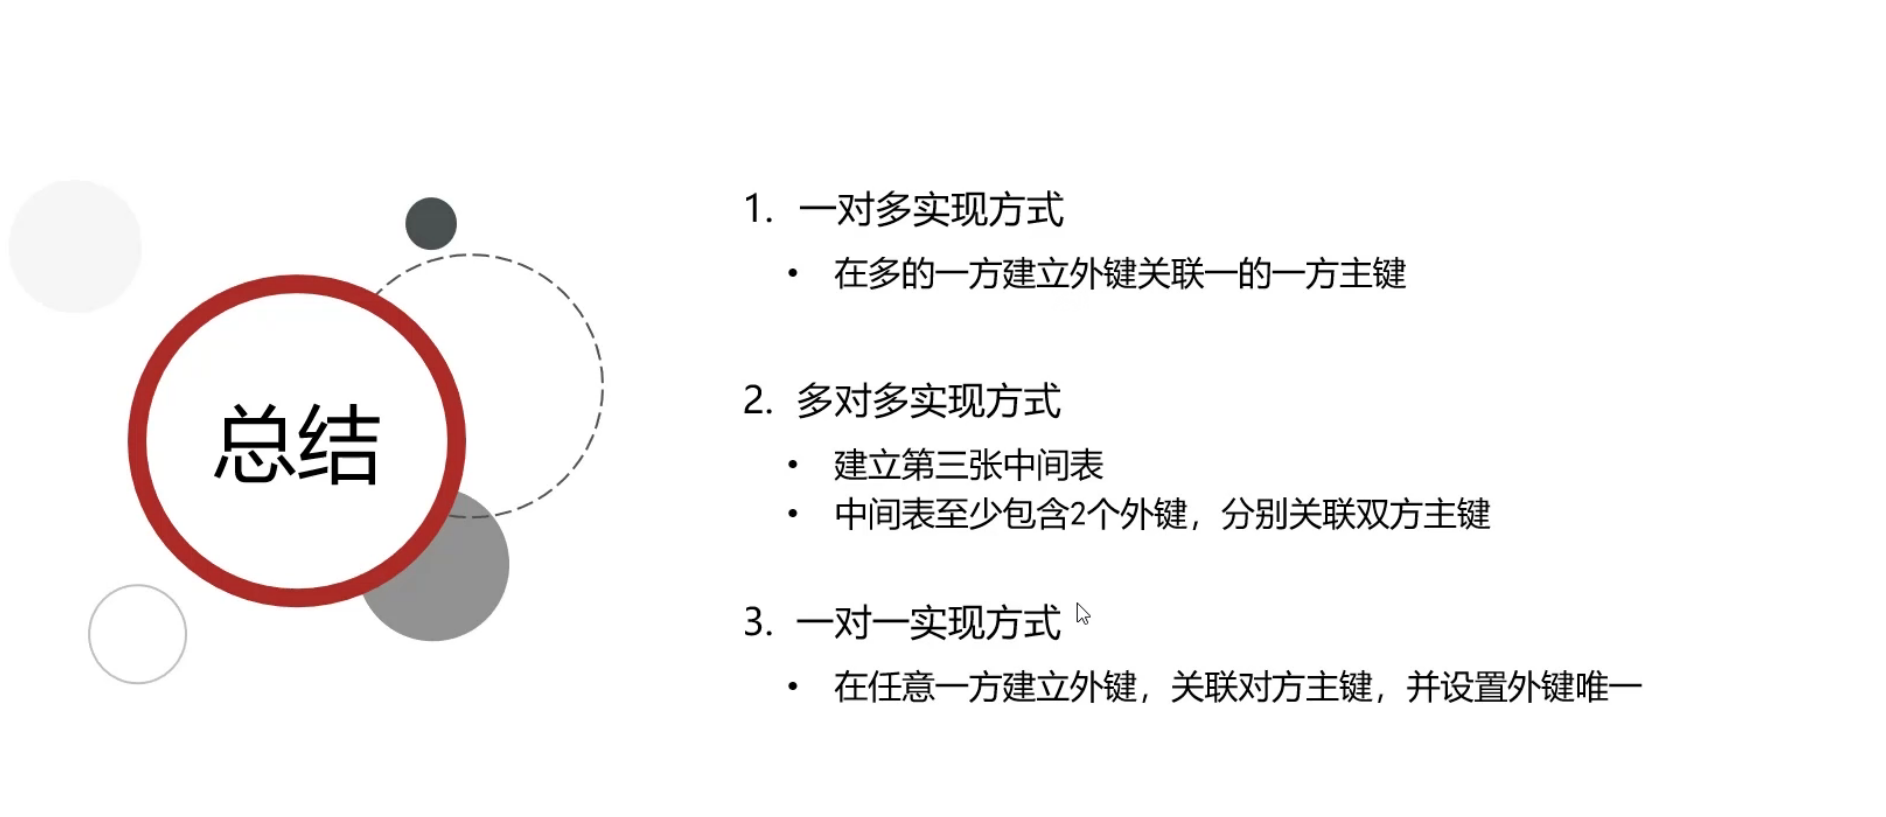 总结
1. 一对多实现方式
• 在多的一方建立外键关联一的一方主键
2. 多对多实现方式
• 建立第三张中间表
• 中间表至少包含2个外键，分别关联双方主键
3. 一对一实现方式
• 在任意一方建立外键，关联对方主键，并设置外键唯一